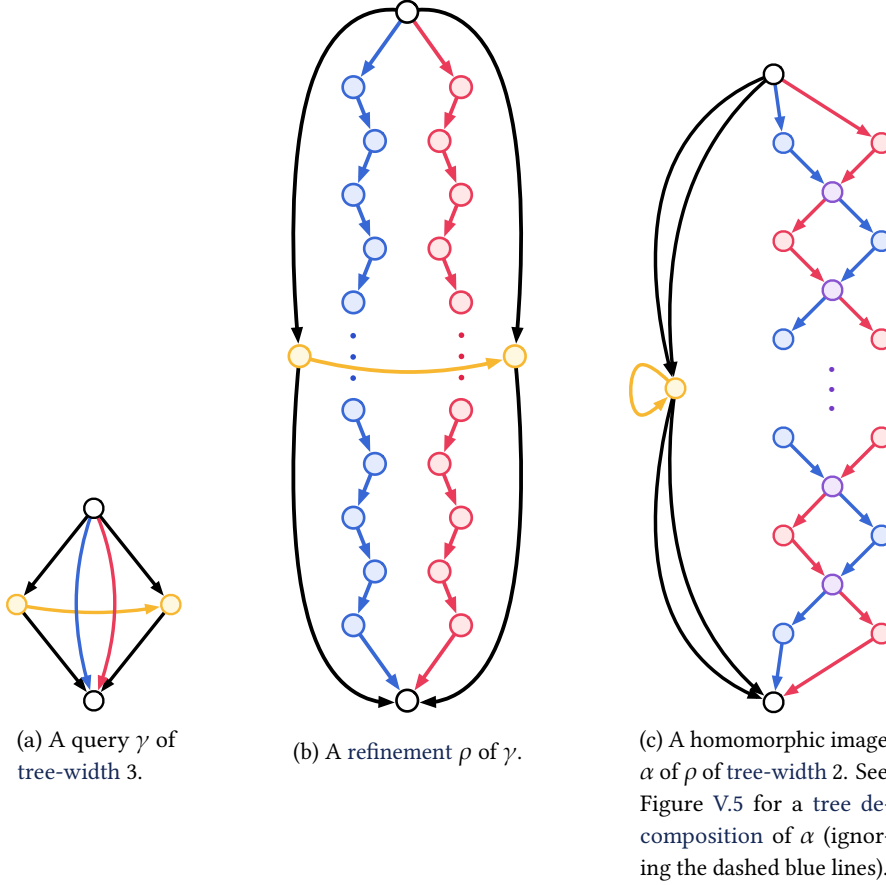 (a) A query γ of
tree-width 3.
(b) A refinement ρ of γ.
(c) A homomorphic image
α of ρ of tree-width 2. See
Figure V.5 for a tree de-
composition of α (ignor-
ing the dashed blue lines).